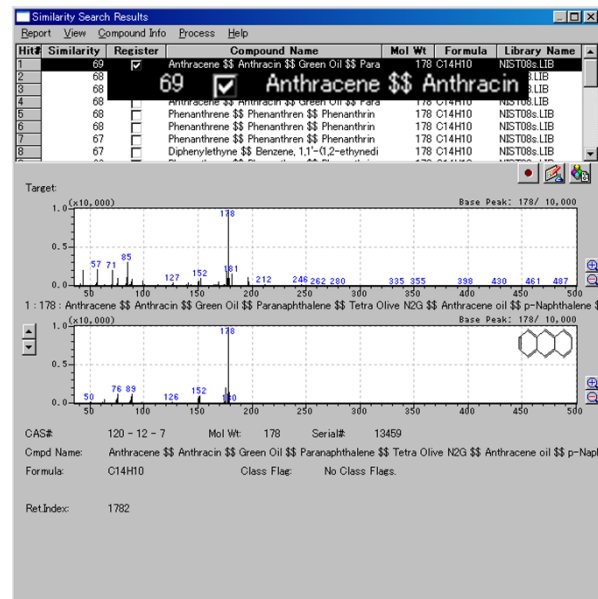 Similarity Search Results
Report View Compound Info Process Help
Hit# Similarity Register Compound Name Mol Wt Formula Library Name
1 69 Anthracene $$ Anthracin $$ Green Oil $$ Para 178 C14H10 NIST08s.LIB
2 68
3 68
69 Anthracene $$ Anthracin
4 68 Anthracene $$ Anthracin $$ Green Oil $$ Para 178 C14H10 NIST08s.LIB
5 68 Phenanthrene $$ Phenanthren $$ Phenanthrin 178 C14H10 NIST08s.LIB
6 68 Phenanthrene $$ Phenanthren $$ Phenanthrin 178 C14H10 NIST08s.LIB
7 67 Phenanthrene $$ Phenanthren $$ Phenanthrin 178 C14H10 NIST08s.LIB
8 67 Diphenylethyne $$ Benzene, 1,1'-(1,2-ethynedi 178 C14H10 NIST08s.LIB
Target:
(x10,000) Base Peak: 178/ 10,000
1.0 178
0.5
57 71 85 127 152 181 212 246 262 280 335 355 398 430 461 487
0.0
50 100 150 200 250 300 350 400 450 500
1 : 178 : Anthracene $$ Anthracin $$ Green Oil $$ Paranaphthalene $$ Tetra Olive N2G $$ Anthracene oil $$ p-Naphthalene $
(x10,000) Base Peak: 178/ 10,000
1.0 178
0.5
50 76 89 126 152
0.0
50 100 150 200 250 300 350 400 450 500
CAS#: 120 - 12 - 7 Mol Wt: 178 Serial#: 13459
Cmpd Name: Anthracene $$ Anthracin $$ Green Oil $$ Paranaphthalene $$ Tetra Olive N2G $$ Anthracene oil $$ p-Napl
Formula: C14H10 Class Flag: No Class Flags.
Ret.Index: 1782